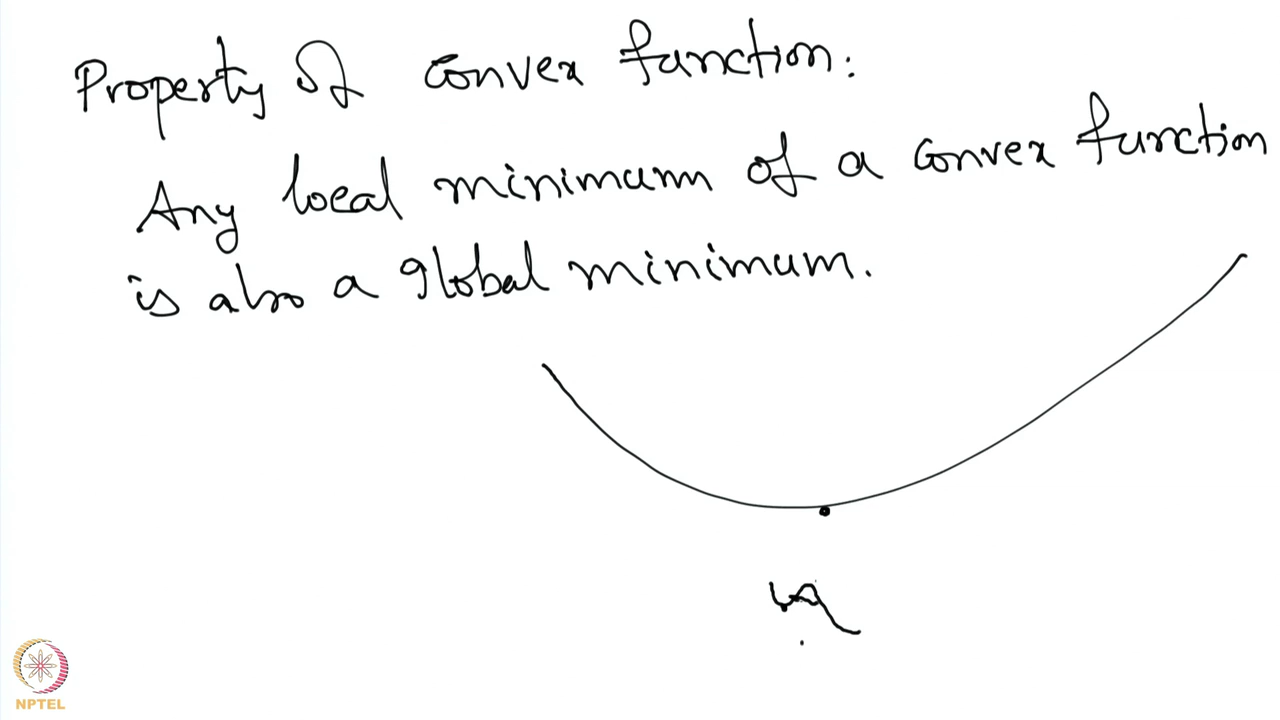 Property of convex function:
Any local minimum of a convex function
is also a global minimum.
NPTEL